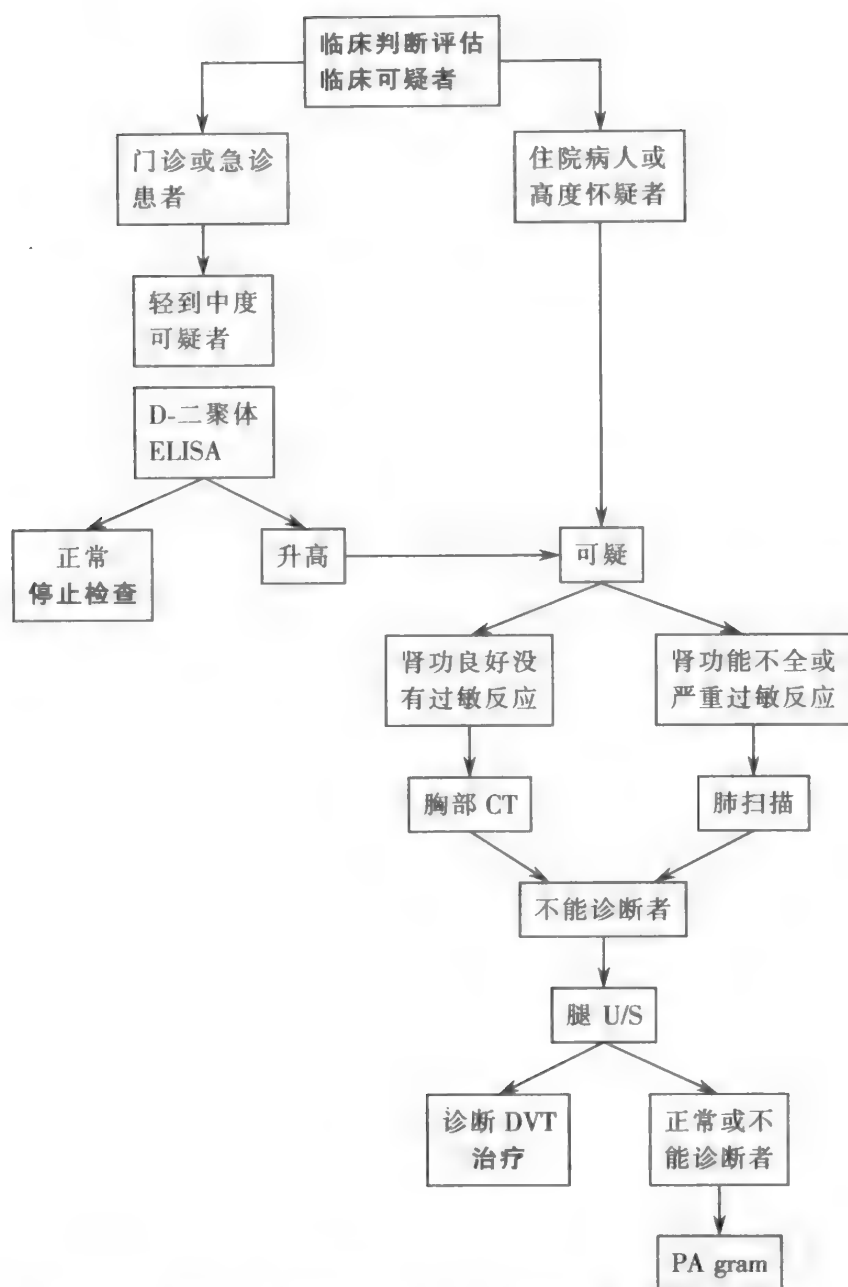 临床判断评估
临床可疑者
门诊或急诊
患者
住院病人或
高度怀疑者
轻到中度
可疑者
D-二聚体
ELISA
正常
停止检查
升高
可疑
肾功良好没
有过敏反应
肾功能不全或
严重过敏反应
胸部 CT
肺扫描
不能诊断者
腿 U/S
诊断 DVT
治疗
正常或不
能诊断者
PA gram